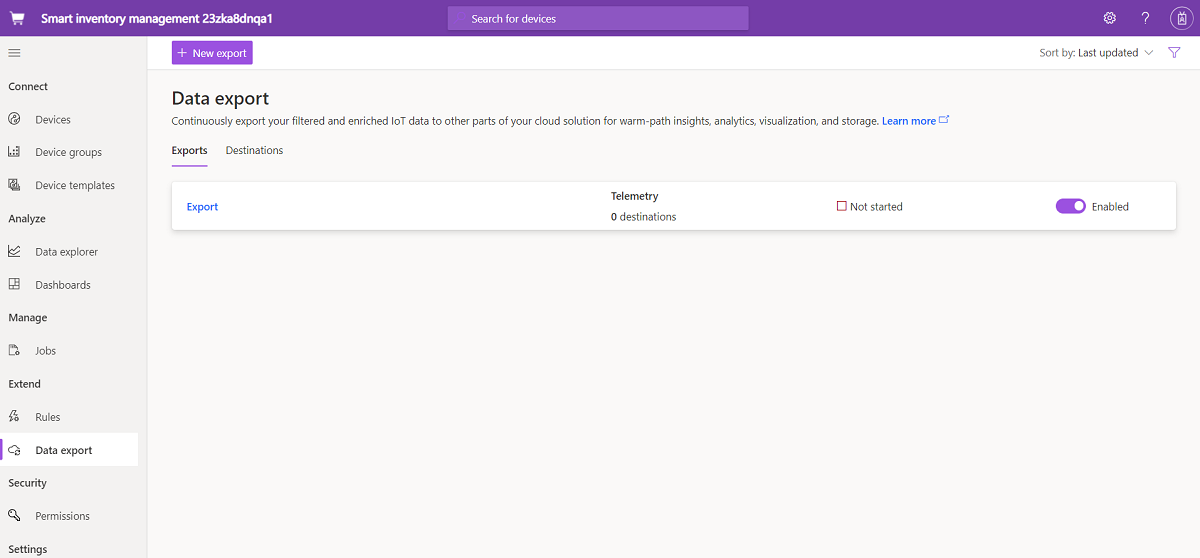 Smart inventory management 23zka8dnqa1
Search for devices
?
+ New export
Sort by: Last updated
Connect
Devices
Device groups
Device templates
Analyze
Data explorer
Dashboards
Manage
Jobs
Extend
Rules
Data export
Security
Permissions
Settings
Data export
Continuously export your filtered and enriched IoT data to other parts of your cloud solution for warm-path insights, analytics, visualization, and storage. Learn more
Exports Destinations
Export
Telemetry
0 destinations
Not started
Enabled